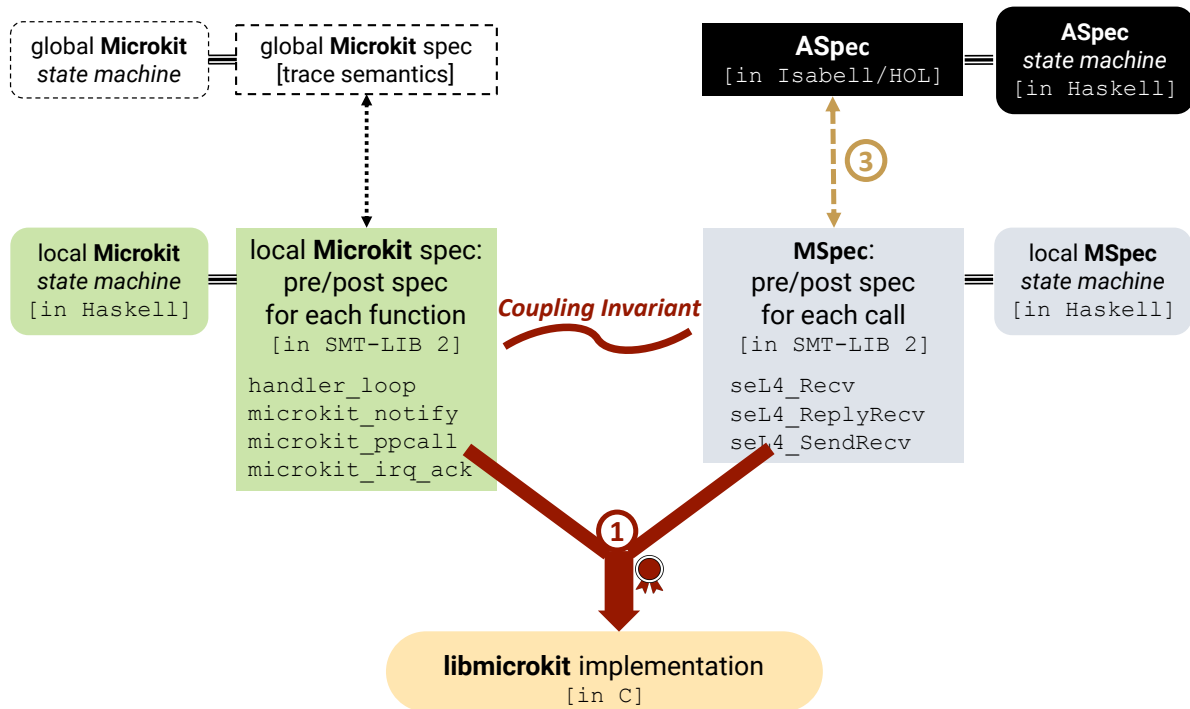 global Microkit
state machine
global Microkit spec
[trace semantics]
ASpec
[in Isabell/HOL]
ASpec
state machine
[in Haskell]
3
local Microkit
state machine
[in Haskell]
local Microkit spec:
pre/post spec
for each function
[in SMT-LIB 2]
handler_loop
microkit_notify
microkit_ppcall
microkit_irq_ack
Coupling Invariant
MSpec:
pre/post spec
for each call
[in SMT-LIB 2]
seL4_Recv
seL4_ReplyRecv
seL4_SendRecv
local MSpec
state machine
[in Haskell]
1
libmicrokit implementation
[in C]